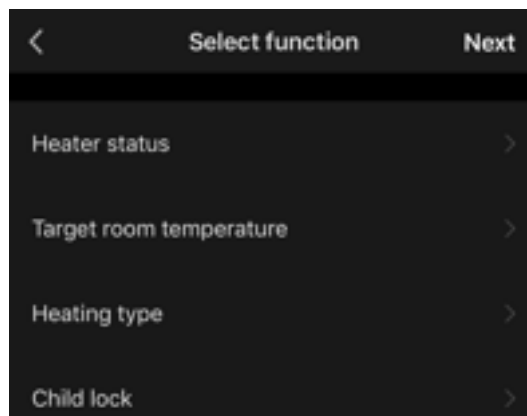 Select function
Next
Heater status
Target room temperature
Heating type
Child lock